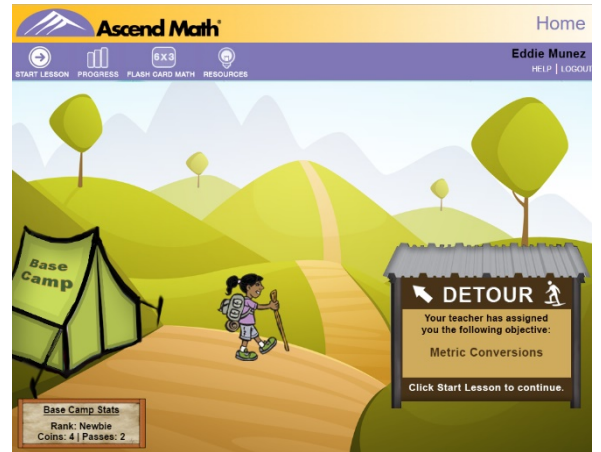 Ascend Math®
Home
Eddie Munez
HELP | LOGOUT
START LESSON
PROGRESS
6X3
FLASH CARD MATH
RESOURCES
Base
Camp
DETOUR
Your teacher has assigned
you the following objective:
Metric Conversions
Click Start Lesson to continue.
Base Camp Stats
Rank: Newbie
Coins: 4 | Passes: 2